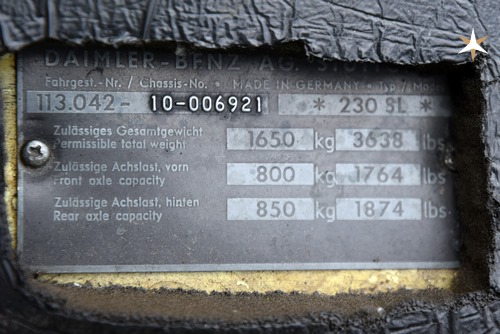 DAIMLER-BENZ AG.
Fahrgest.-Nr. / Chassis-No. • MADE IN GERMANY • Typ / Mo
113.042- 10-006921 * 230 SL *
Zulässiges Gesamtgewicht 1650 kg 3638 lbs.
Permissible total weight
Zulässige Achslast, vorn 800 kg 1764 lbs.
Front axle capacity
Zulässige Achslast, hinten 850 kg 1874 lbs.
Rear axle capacity